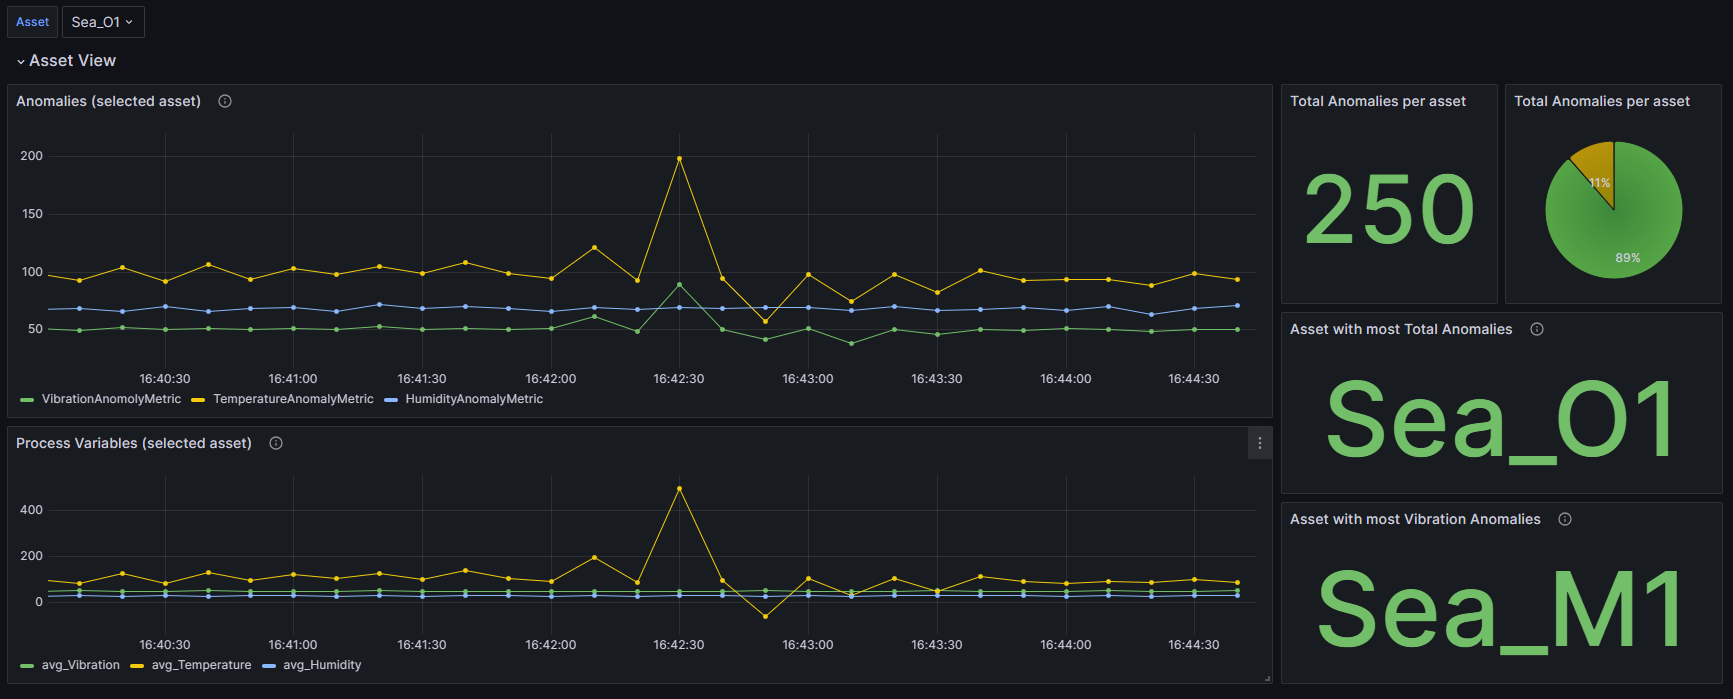 Asset Sea_O1
Asset View
Anomalies (selected asset)
200
150
100
50
16:40:30 16:41:00 16:41:30 16:42:00 16:42:30 16:43:00 16:43:30 16:44:00 16:44:30
VibrationAnomolyMetric TemperatureAnomalyMetric HumidityAnomalyMetric
Process Variables (selected asset)
400
200
0
16:40:30 16:41:00 16:41:30 16:42:00 16:42:30 16:43:00 16:43:30 16:44:00 16:44:30
avg_Vibration avg_Temperature avg_Humidity
Total Anomalies per asset
250
Total Anomalies per asset
11%
89%
Asset with most Total Anomalies
Sea_O1
Asset with most Vibration Anomalies
Sea_M1